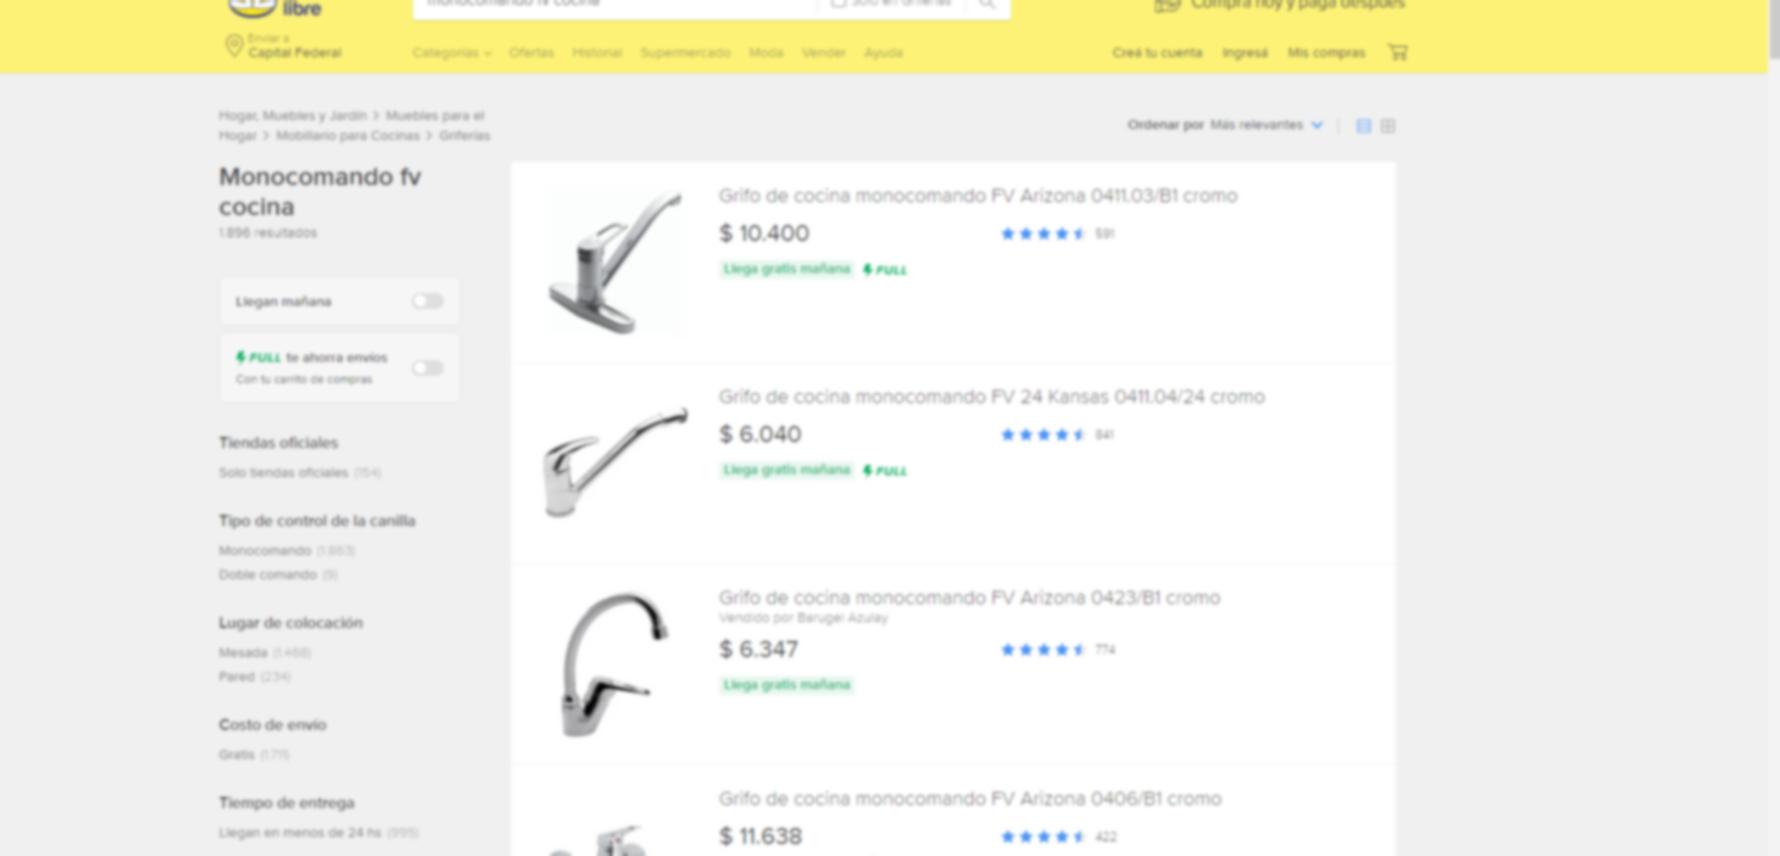 libre
monocomando fv cocina
Solo en Griferías
Compra hoy y paga después
Enviar a
Capital Federal
Categorías
Ofertas
Historial
Supermercado
Moda
Vender
Ayuda
Creá tu cuenta
Ingresá
Mis compras
Hogar, Muebles y Jardín > Muebles para el
Hogar > Mobiliario para Cocinas > Griferías
Ordenar por Más relevantes
Monocomando fv
cocina
1.896 resultados
Llegan mañana
FULL te ahorra envíos
Con tu carrito de compras
Tiendas oficiales
Solo tiendas oficiales (154)
Tipo de control de la canilla
Monocomando (1.863)
Doble comando (9)
Lugar de colocación
Mesada (1.468)
Pared (234)
Costo de envío
Gratis (1.711)
Tiempo de entrega
Llegan en menos de 24 hs (995)
Grifo de cocina monocomando FV Arizona 0411.03/B1 cromo
$ 10.400
591
Llega gratis mañana FULL
Grifo de cocina monocomando FV 24 Kansas 0411.04/24 cromo
$ 6.040
841
Llega gratis mañana FULL
Grifo de cocina monocomando FV Arizona 0423/B1 cromo
Vendido por Barugel Azulay
$ 6.347
774
Llega gratis mañana
Grifo de cocina monocomando FV Arizona 0406/B1 cromo
$ 11.638
422